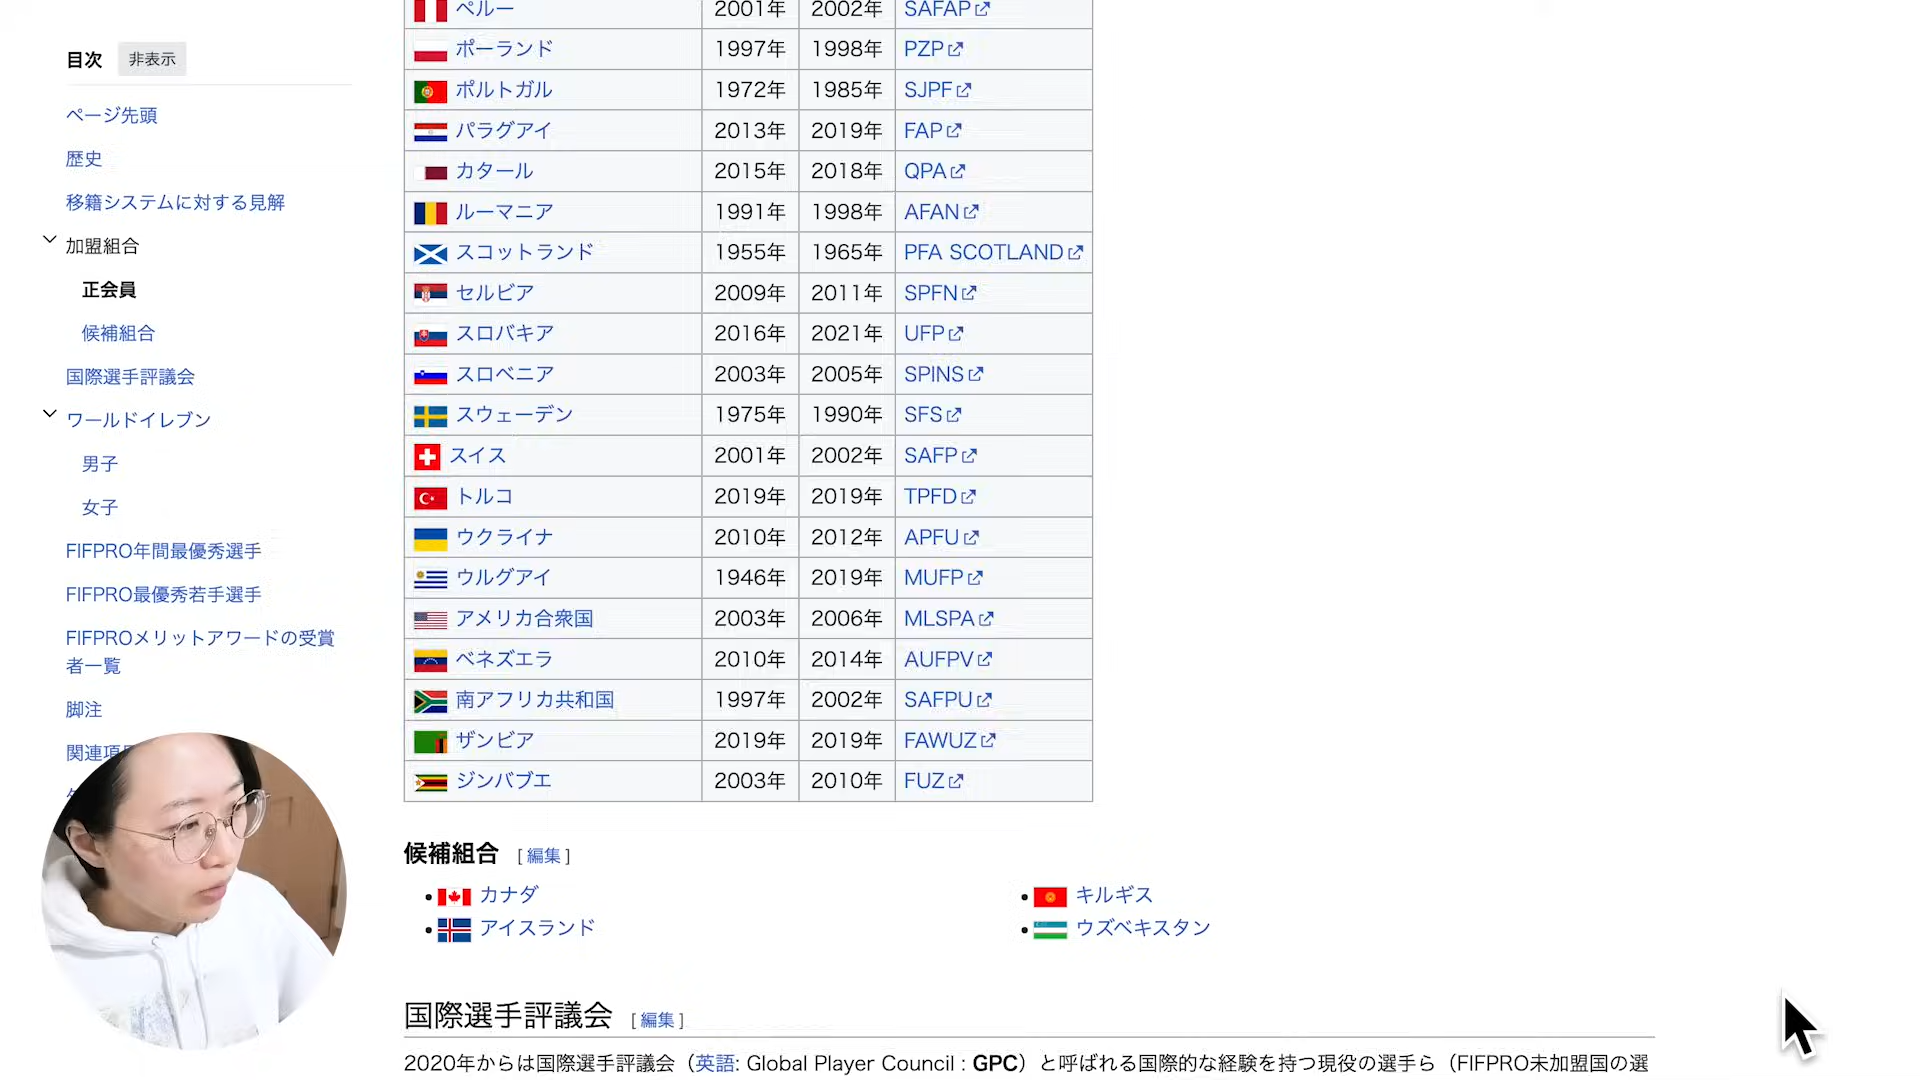 目次 非表示
ページ先頭
歴史
移籍システムに対する見解
加盟組合
正会員
候補組合
国際選手評議会
ワールドイレブン
男子
女子
FIFPRO年間最優秀選手
FIFPRO最優秀若手選手
FIFPROメリットアワードの受賞
者一覧
脚注
関連項
ペルー 2001年 2002年 SAFAP
ポーランド 1997年 1998年 PZP
ポルトガル 1972年 1985年 SJPF
パラグアイ 2013年 2019年 FAP
カタール 2015年 2018年 QPA
ルーマニア 1991年 1998年 AFAN
スコットランド 1955年 1965年 PFA SCOTLAND
セルビア 2009年 2011年 SPFN
スロバキア 2016年 2021年 UFP
スロベニア 2003年 2005年 SPINS
スウェーデン 1975年 1990年 SFS
スイス 2001年 2002年 SAFP
トルコ 2019年 2019年 TPFD
ウクライナ 2010年 2012年 APFU
ウルグアイ 1946年 2019年 MUFP
アメリカ合衆国 2003年 2006年 MLSPA
ベネズエラ 2010年 2014年 AUFPV
南アフリカ共和国 1997年 2002年 SAFPU
ザンビア 2019年 2019年 FAWUZ
ジンバブエ 2003年 2010年 FUZ
候補組合 [編集]
• カナダ
• アイスランド
• キルギス
• ウズベキスタン
国際選手評議会 [編集]
2020年からは国際選手評議会（英語: Global Player Council : GPC）と呼ばれる国際的な経験を持つ現役の選手ら（FIFPRO未加盟国の選